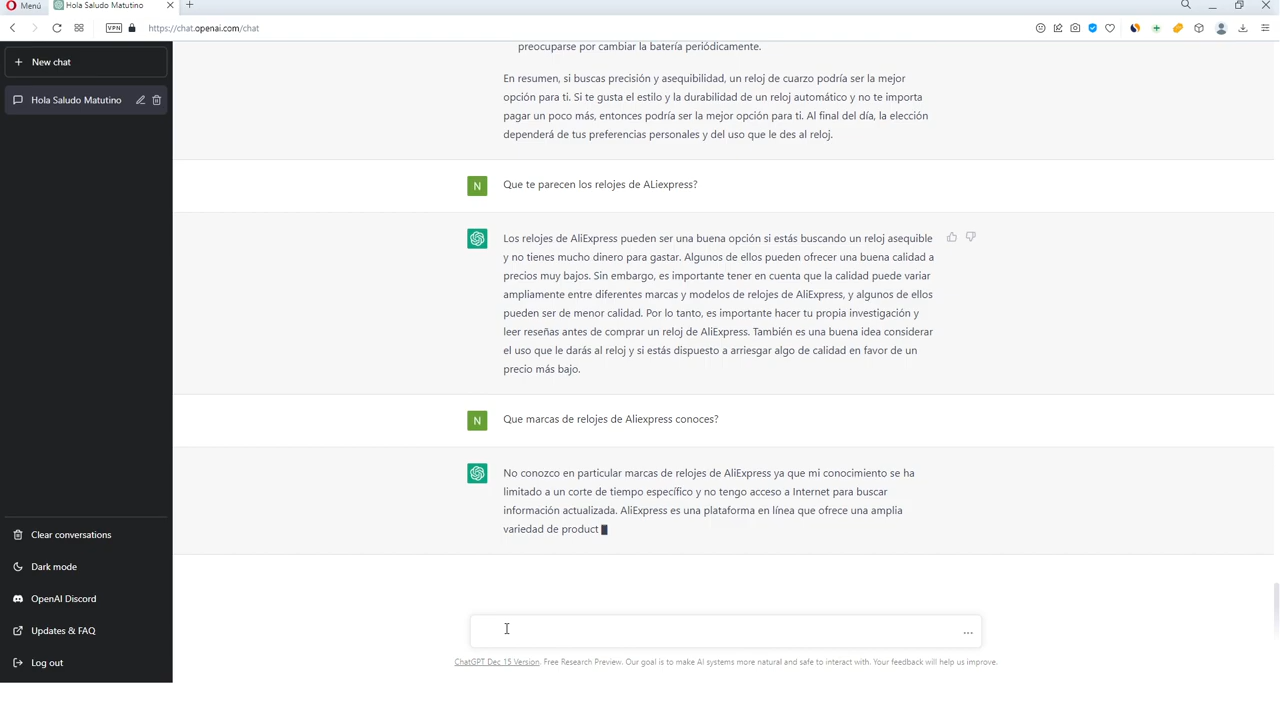 Menú
Hola Saludo Matutino
VPN
https://chat.openai.com/chat
New chat
Hola Saludo Matutino
preocuparse por cambiar la batería periódicamente.
En resumen, si buscas precisión y asequibilidad, un reloj de cuarzo podría ser la mejor
opción para ti. Si te gusta el estilo y la durabilidad de un reloj automático y no te importa
pagar un poco más, entonces podría ser la mejor opción para ti. Al final del día, la elección
dependerá de tus preferencias personales y del uso que le des al reloj.
N
Que te parecen los relojes de ALiexpress?
Los relojes de AliExpress pueden ser una buena opción si estás buscando un reloj asequible
y no tienes mucho dinero para gastar. Algunos de ellos pueden ofrecer una buena calidad a
precios muy bajos. Sin embargo, es importante tener en cuenta que la calidad puede variar
ampliamente entre diferentes marcas y modelos de relojes de AliExpress, y algunos de ellos
pueden ser de menor calidad. Por lo tanto, es importante hacer tu propia investigación y
leer reseñas antes de comprar un reloj de AliExpress. También es una buena idea considerar
el uso que le darás al reloj y si estás dispuesto a arriesgar algo de calidad en favor de un
precio más bajo.
N
Que marcas de relojes de Aliexpress conoces?
No conozco en particular marcas de relojes de AliExpress ya que mi conocimiento se ha
limitado a un corte de tiempo específico y no tengo acceso a Internet para buscar
información actualizada. AliExpress es una plataforma en línea que ofrece una amplia
variedad de product
Clear conversations
Dark mode
OpenAI Discord
Updates & FAQ
Log out
...
ChatGPT Dec 15 Version. Free Research Preview. Our goal is to make AI systems more natural and safe to interact with. Your feedback will help us improve.